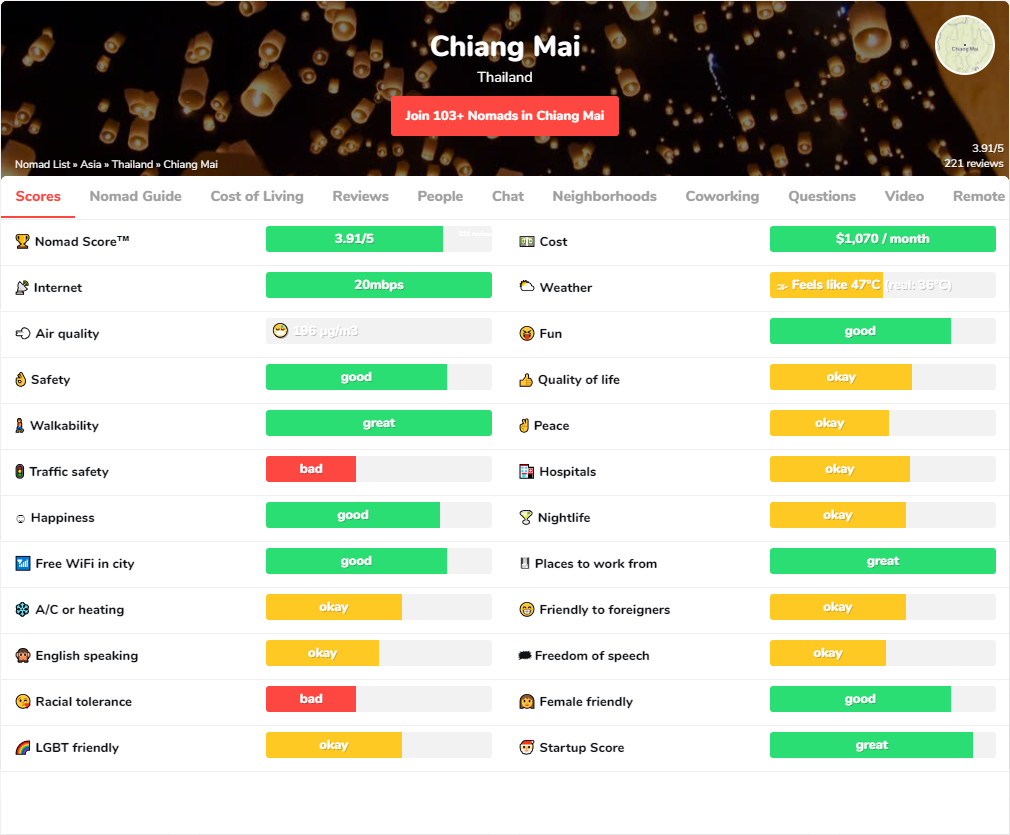 Chiang Mai
Thailand
Join 103+ Nomads in Chiang Mai
Chiang Mai
3.91/5
221 reviews
Nomad List » Asia » Thailand » Chiang Mai
Scores Nomad Guide Cost of Living Reviews People Chat Neighborhoods Coworking Questions Video Remote
Nomad Score™ 3.91/5 Cost $1,070 / month
Internet 20mbps Weather Feels like 47°C (real: 36°C)
Air quality 196 µg/m3 Fun good
Safety good Quality of life okay
Walkability great Peace okay
Traffic safety bad Hospitals okay
Happiness good Nightlife okay
Free WiFi in city good Places to work from great
A/C or heating okay Friendly to foreigners okay
English speaking okay Freedom of speech okay
Racial tolerance bad Female friendly good
LGBT friendly okay Startup Score great